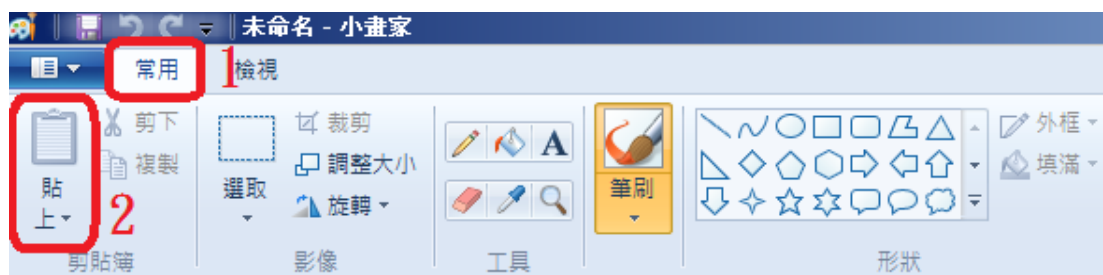 未命名 - 小畫家
常用
1
檢視
剪下
複製
貼
上
2
剪貼簿
選取
裁剪
調整大小
旋轉
影像
A
工具
筆刷
外框
填滿
形狀